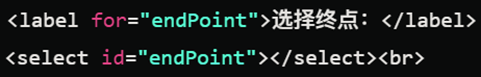 <label for="endPoint">选择终点：</label>
<select id="endPoint"></select><br>